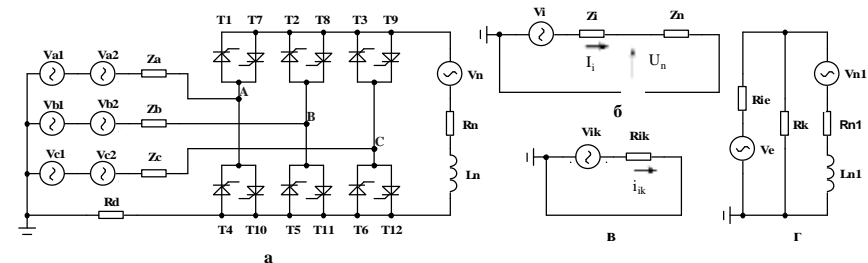 T1 T7 T2 T8 T3 T9
Va1 Va2 Za
A
Vb1 Vb2 Zb
B
Vc1 Vc2 Zc
C
Rd
T4 T10 T5 T11 T6 T12
Vn
Rn
Ln
а
Vi Zi Zn
Ii Un
б
Vik Rik
iik
в
Rie
Ve
Rk
Vn1
Rn1
Ln1
Г